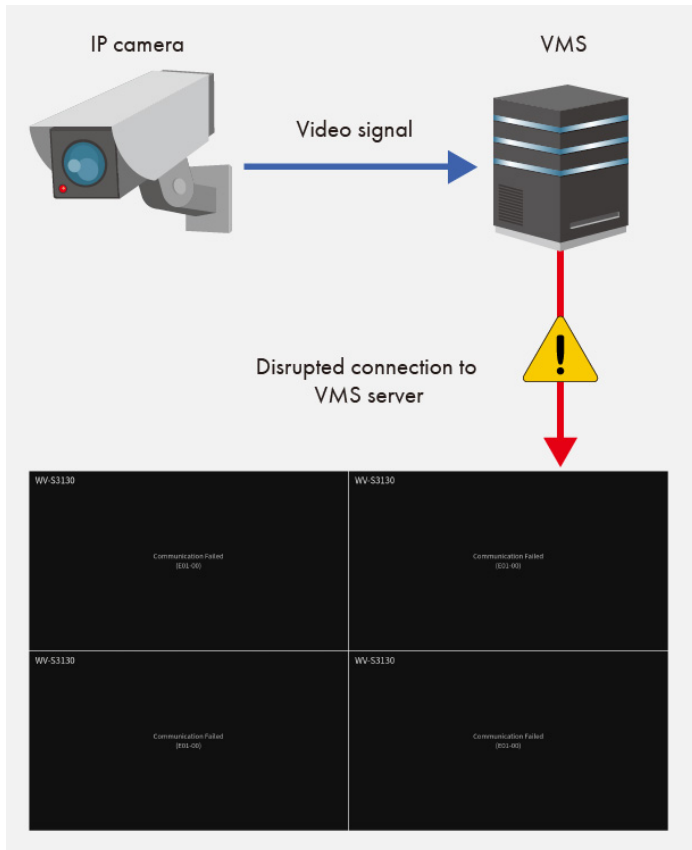 IP camera
VMS
Video signal
Disrupted connection to
VMS server
WV-S3130
Communication Failed
(E01-00)
WV-S3130
Communication Failed
(E01-00)
WV-S3130
Communication Failed
(E01-00)
WV-S3130
Communication Failed
(E01-00)